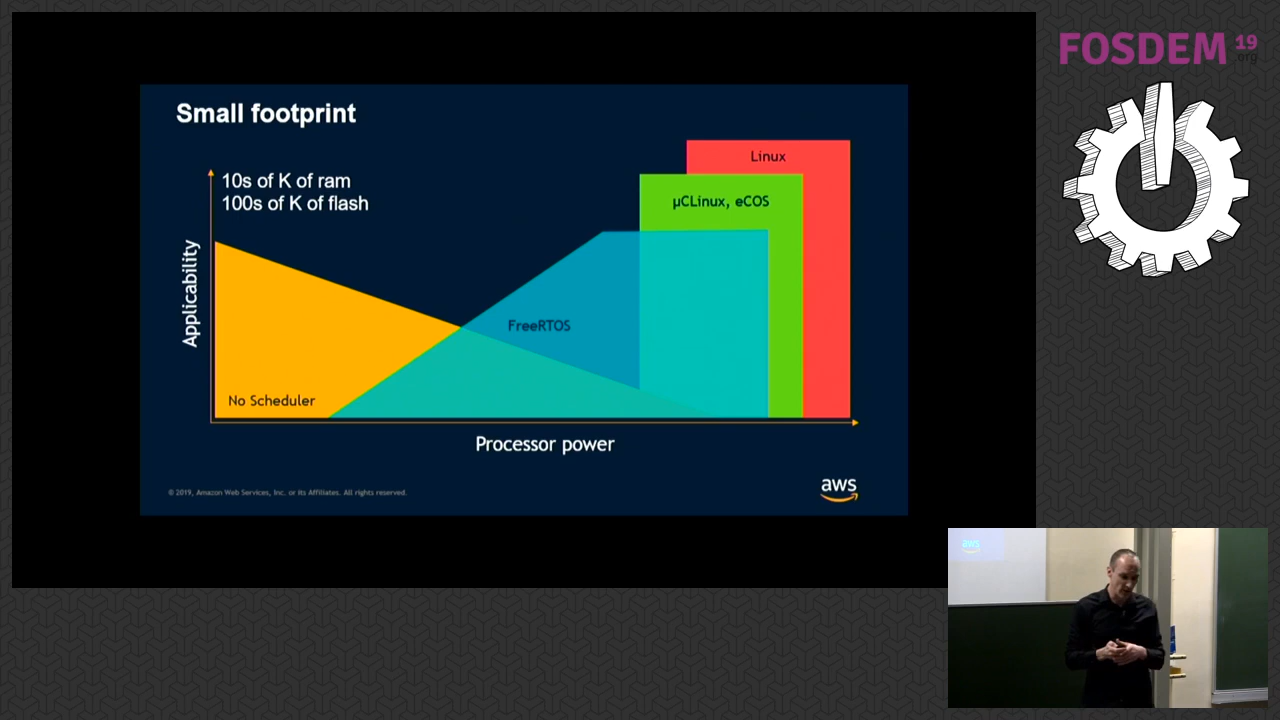 FOSDEM 19
.org
Small footprint
10s of K of ram
100s of K of flash
Linux
µCLinux, eCOS
Applicability
FreeRTOS
No Scheduler
Processor power
© 2019, Amazon Web Services, Inc. or its Affiliates. All rights reserved.
aws
aws